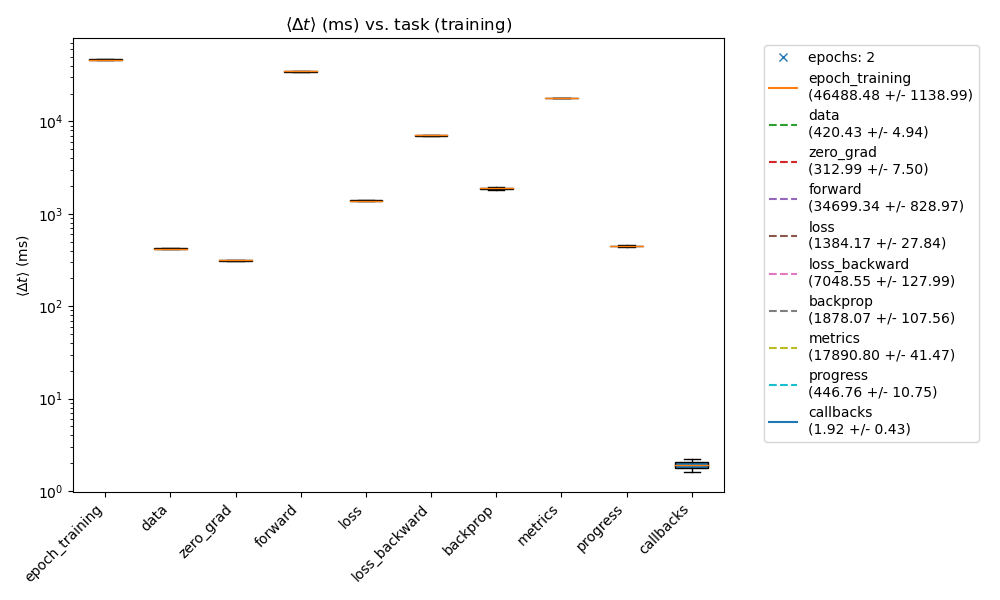 ⟨Δt⟩ (ms) vs. task (training)
⟨Δt⟩ (ms)
10⁴
10³
10²
10¹
10⁰
epoch_training
data
zero_grad
forward
loss
loss_backward
backprop
metrics
progress
callbacks
epochs: 2
epoch_training
(46488.48 +/- 1138.99)
data
(420.43 +/- 4.94)
zero_grad
(312.99 +/- 7.50)
forward
(34699.34 +/- 828.97)
loss
(1384.17 +/- 27.84)
loss_backward
(7048.55 +/- 127.99)
backprop
(1878.07 +/- 107.56)
metrics
(17890.80 +/- 41.47)
progress
(446.76 +/- 10.75)
callbacks
(1.92 +/- 0.43)